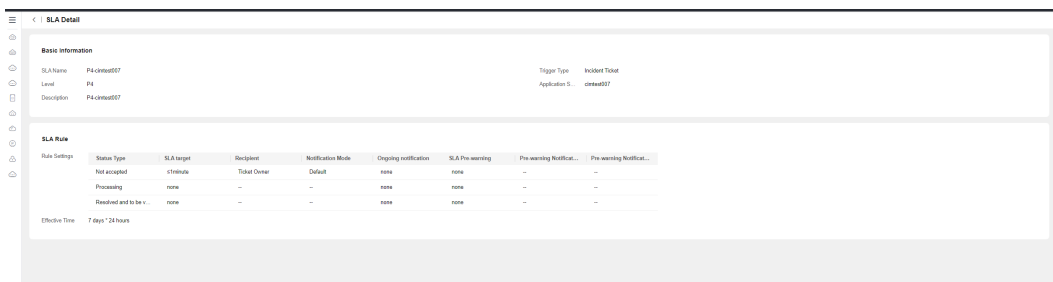 SLA Detail
Basic Information
SLA Name P4-cimtest007 Trigger Type Incident Ticket
Level P4 Application S... cimtest007
Description P4-cimtest007
SLA Rule
Rule Settings Status Type SLA target Recipient Notification Mode Ongoing notification SLA Pre-warning Pre-warning Notificat... Pre-warning Notificat...
Not accepted ≤1minute Ticket Owner Default none none -- --
Processing none -- -- none none -- --
Resolved and to be v... none -- -- none none -- --
Effective Time 7 days * 24 hours